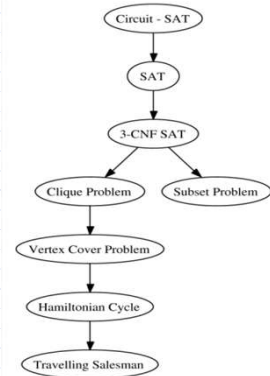 Circuit - SAT
SAT
3-CNF SAT
Clique Problem
Subset Problem
Vertex Cover Problem
Hamiltonian Cycle
Travelling Salesman